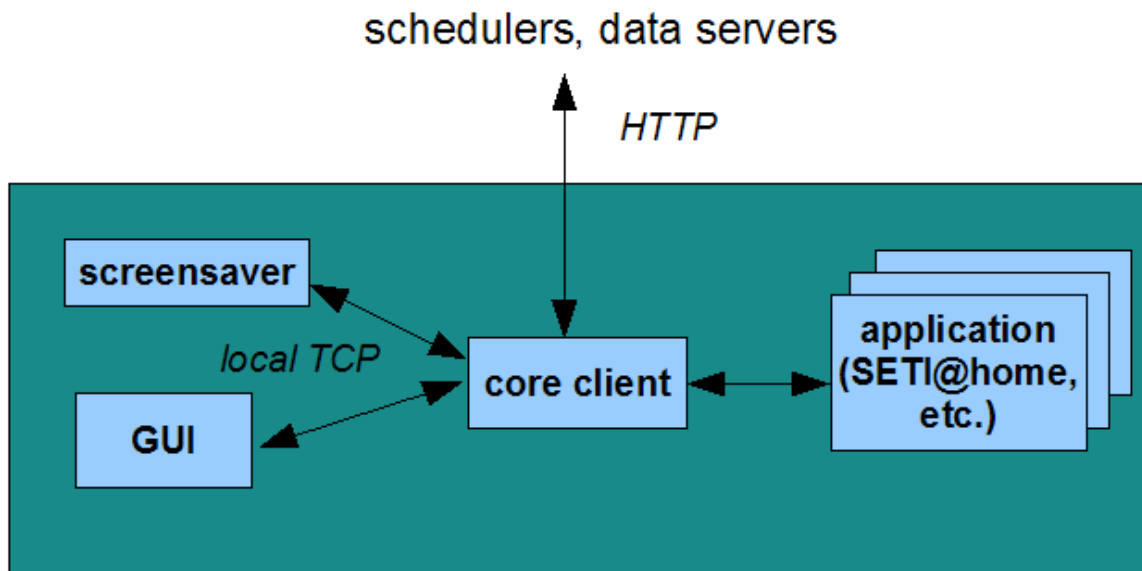 schedulers, data servers
HTTP
screensaver
local TCP
GUI
core client
application
(SETI@home,
etc.)